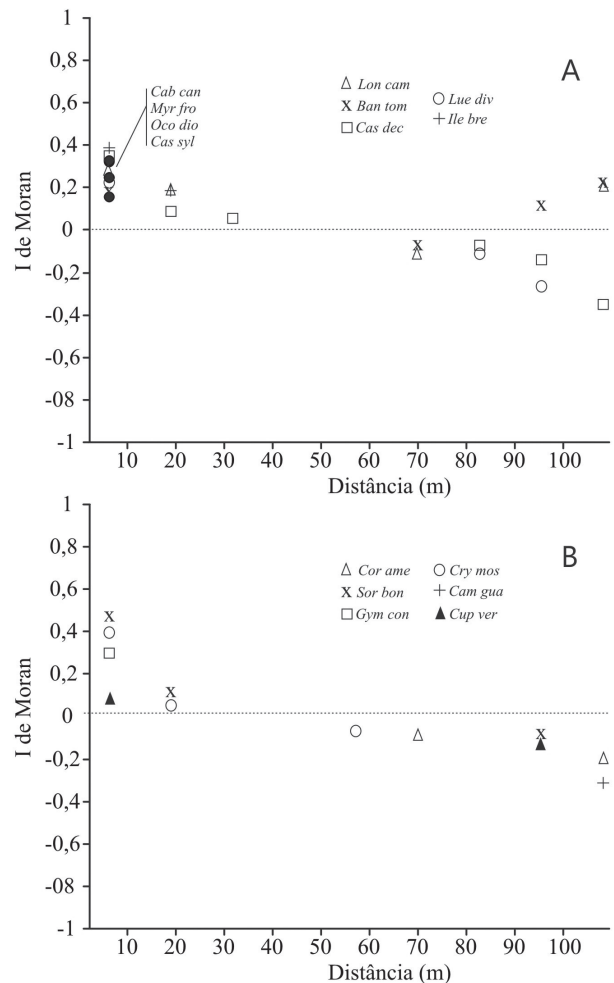 A
1
0,8
0,6
0,4
0,2
0
-0,2
-0,4
-0,6
-08
-1
I de Moran
Cab can
Myr fro
Oco dio
Cas syl
△ Lon cam
x Ban tom
□ Cas dec
○ Lue div
+ Ile bre
10 20 30 40 50 60 70 80 90 100
Distância (m)
B
1
0,8
0,6
0,4
0,2
0
-0,2
-0,4
-0,6
-08
-1
I de Moran
△ Cor ame
x Sor bon
□ Gym con
○ Cry mos
+ Cam gua
▲ Cup ver
10 20 30 40 50 60 70 80 90 100
Distância (m)